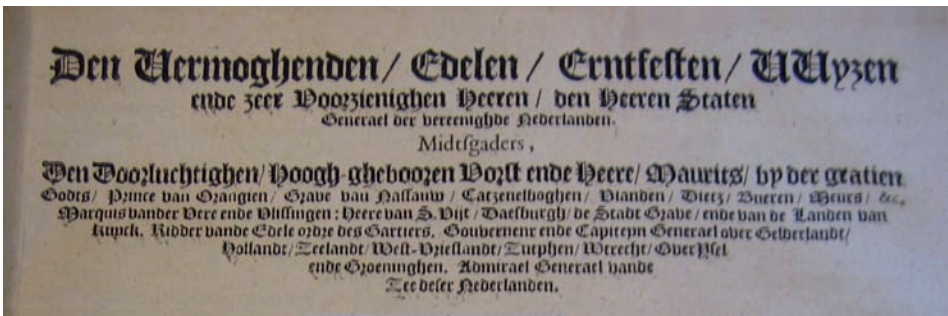 Den Vermoghenden/ Edelen/ Erntfesten/ UUyzen
ende zeer Voorzienighen Heeren/ den Heeren Staten
Generael der vereenighde Nederlanden.
Midtsgaders,
Den Doorluchtighen/ Hoogh-ghebooren Vorst ende Heere/ Maurits/ by der gratien
Godts/ Prince van Orangien/ Grave van Nassauw/ Catzenelboghen/ Vianden/ Dietz/ Bueren/ Meurs/ &c.
Marquis vander Vere ende Vlissingen: Heere van S. Vijt/ Daesburgh/ de Stadt Grave/ ende van de Landen van
Kuyck. Ridder vande Edele ordze des Gartiers. Gouverneur ende Capiteyn Generael over Gelderlandt/
Hollandt/ Zeelandt/ West-Vrieslandt/ Zutphen/ Wtrecht/ Over Ysel
ende Groeninghen. Admirael Generael vande
Zee deser Nederlanden.